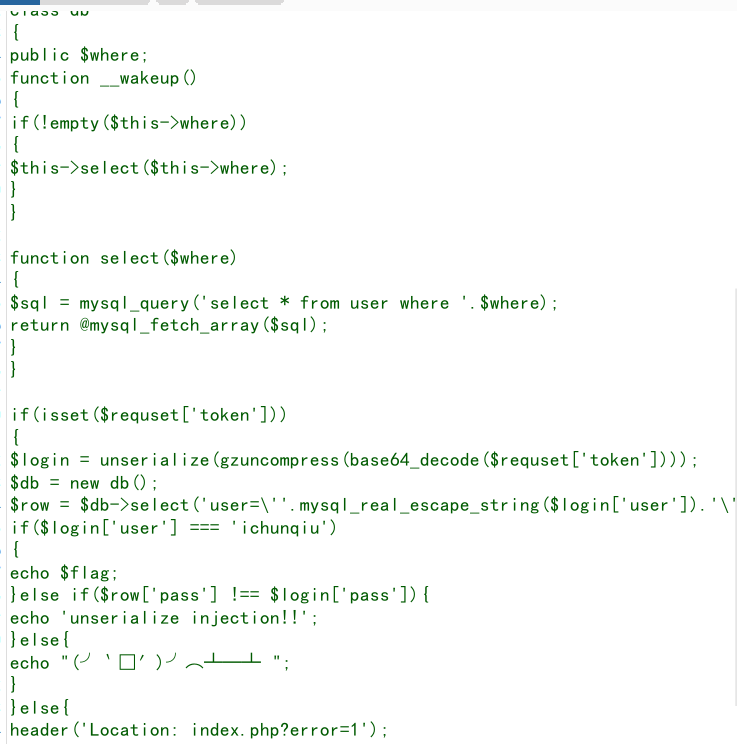 class db
{
public $where;
function __wakeup()
{
if(!empty($this->where))
{
$this->select($this->where);
}
}
function select($where)
{
$sql = mysql_query('select * from user where '.$where);
return @mysql_fetch_array($sql);
}
}
if(isset($requset['token']))
{
$login = unserialize(gzuncompress(base64_decode($requset['token'])));
$db = new db();
$row = $db->select('user=\''.mysql_real_escape_string($login['user']).'\'
if($login['user'] === 'ichunqiu')
{
echo $flag;
}else if($row['pass'] !== $login['pass']){
echo 'unserialize injection!!';
}else{
echo "(╯‵□′)╯︵┴─┴ ";
}
}else{
header('Location: index.php?error=1');